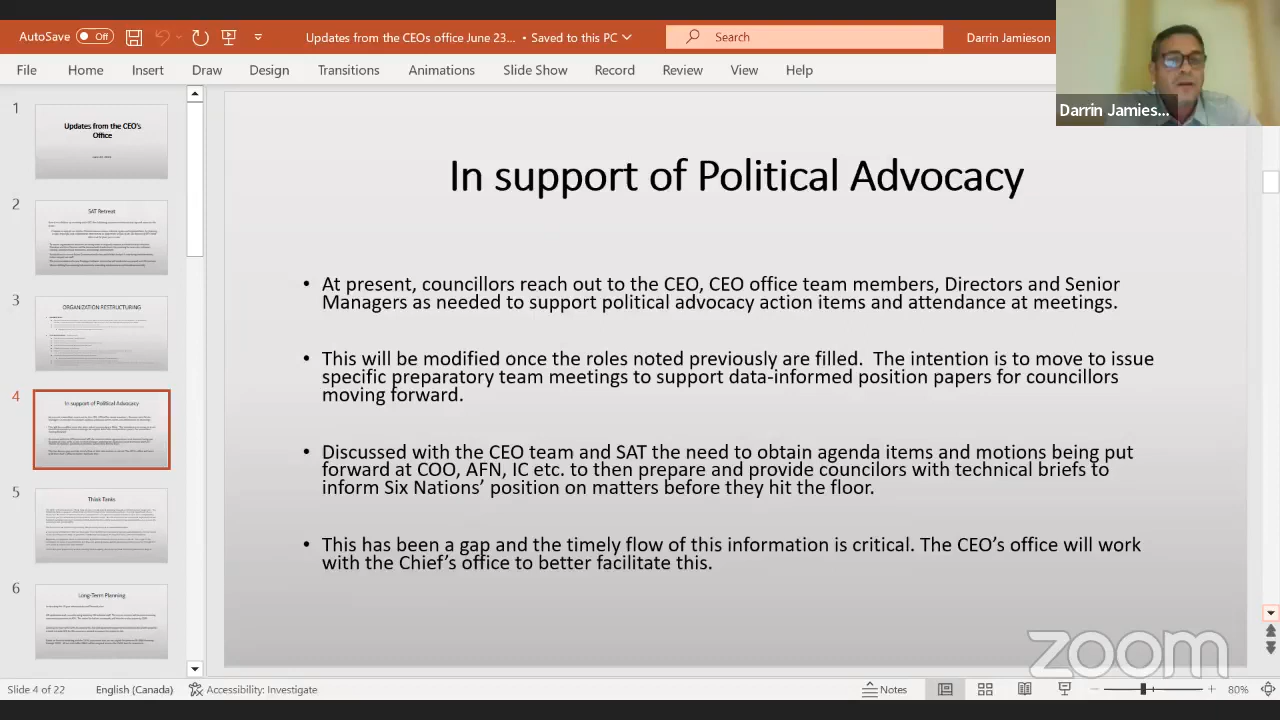 AutoSave Off
Updates from the CEOs office June 23... • Saved to this PC
Search
Darrin Jamieson
File Home Insert Draw Design Transitions Animations Slide Show Record Review View Help
Darrin Jamies...
1
Updates from the CEO's
Office
2
SAT Retreat
3
ORGANIZATION RESTRUCTURING
4
In support of Political Advocacy
5
Think Tanks
6
Long-Term Planning
In support of Political Advocacy
• At present, councillors reach out to the CEO, CEO office team members, Directors and Senior
Managers as needed to support political advocacy action items and attendance at meetings.
• This will be modified once the roles noted previously are filled. The intention is to move to issue
specific preparatory team meetings to support data-informed position papers for councillors
moving forward.
• Discussed with the CEO team and SAT the need to obtain agenda items and motions being put
forward at COO, AFN, IC etc. to then prepare and provide councilors with technical briefs to
inform Six Nations’ position on matters before they hit the floor.
• This has been a gap and the timely flow of this information is critical. The CEO’s office will work
with the Chief’s office to better facilitate this.
zoom
Slide 4 of 22 English (Canada) Accessibility: Investigate Notes 80%